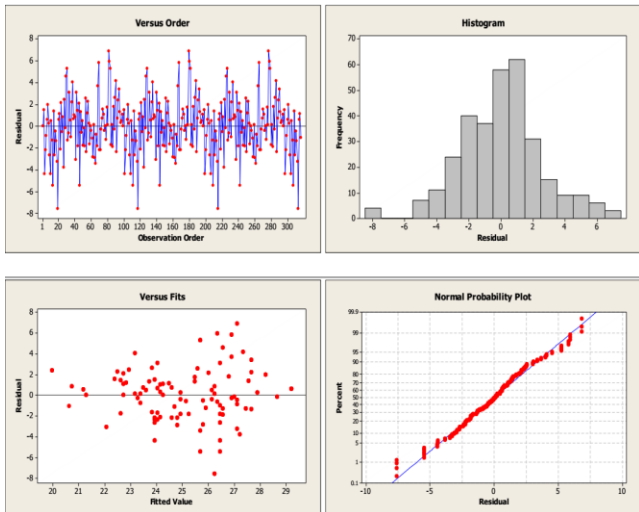 Versus Order
8
6
4
2
0
-2
-4
-6
-8
Residual
1 20 40 60 80 100 120 140 160 180 200 220 240 260 280 300
Observation Order
Histogram
70
60
50
40
30
20
10
0
Frequency
-8 -6 -4 -2 0 2 4 6
Residual
Versus Fits
8
6
4
2
0
-2
-4
-6
-8
Residual
20 21 22 23 24 25 26 27 28 29
Fitted Value
Normal Probability Plot
99.9
99
95
90
80
70
60
50
40
30
20
10
5
1
0.1
Percent
-10 -5 0 5 10
Residual